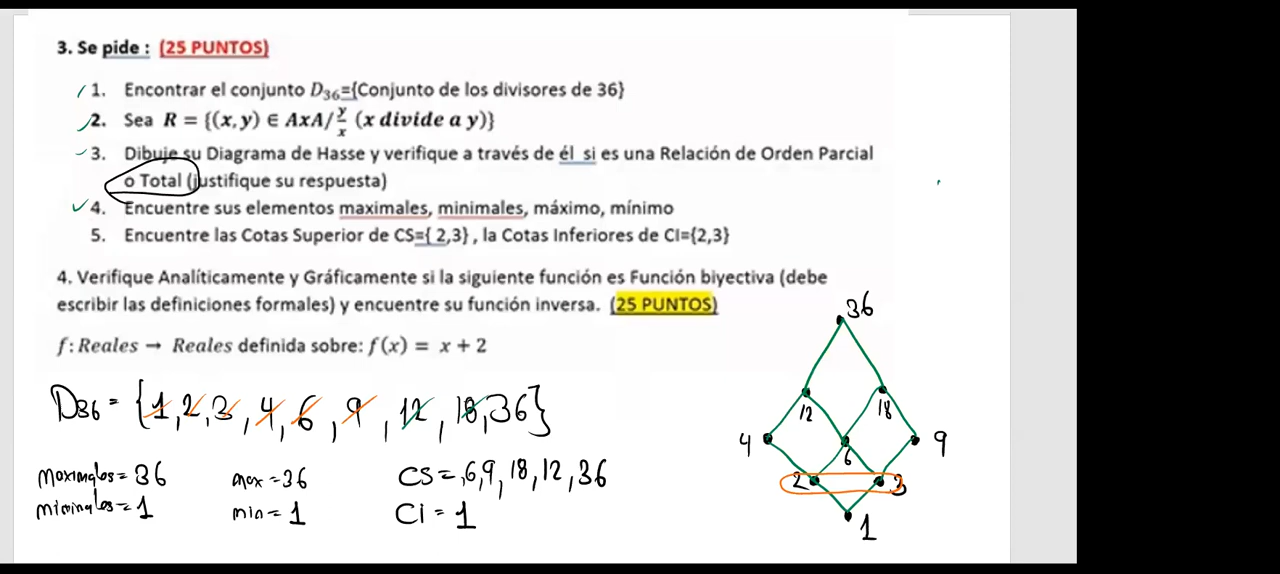 3. Se pide : (25 PUNTOS)
1. Encontrar el conjunto D36={Conjunto de los divisores de 36}
2. Sea R = {(x, y) ∈ AxA/ y/x (x divide a y)}
3. Dibuje su Diagrama de Hasse y verifique a través de él si es una Relación de Orden Parcial
o Total (justifique su respuesta)
4. Encuentre sus elementos maximales, minimales, máximo, mínimo
5. Encuentre las Cotas Superior de CS={ 2,3} , la Cotas Inferiores de CI={2,3}
4. Verifique Analíticamente y Gráficamente si la siguiente función es Función biyectiva (debe
escribir las definiciones formales) y encuentre su función inversa. (25 PUNTOS)
f: Reales → Reales definida sobre: f(x) = x + 2
D36 = {1, 2, 3, 4, 6, 9, 12, 18, 36}
maximales = 36
max = 36
CS = ,6,9,18,12,36
minimales = 1
min = 1
CI = 1
36
12
18
4
6
9
2
3
1